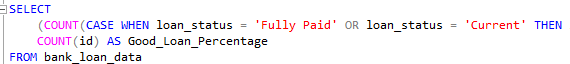 SELECT
(COUNT(CASE WHEN loan_status = 'Fully Paid' OR loan_status = 'Current' THEN
COUNT(id) AS Good_Loan_Percentage
FROM bank_loan_data